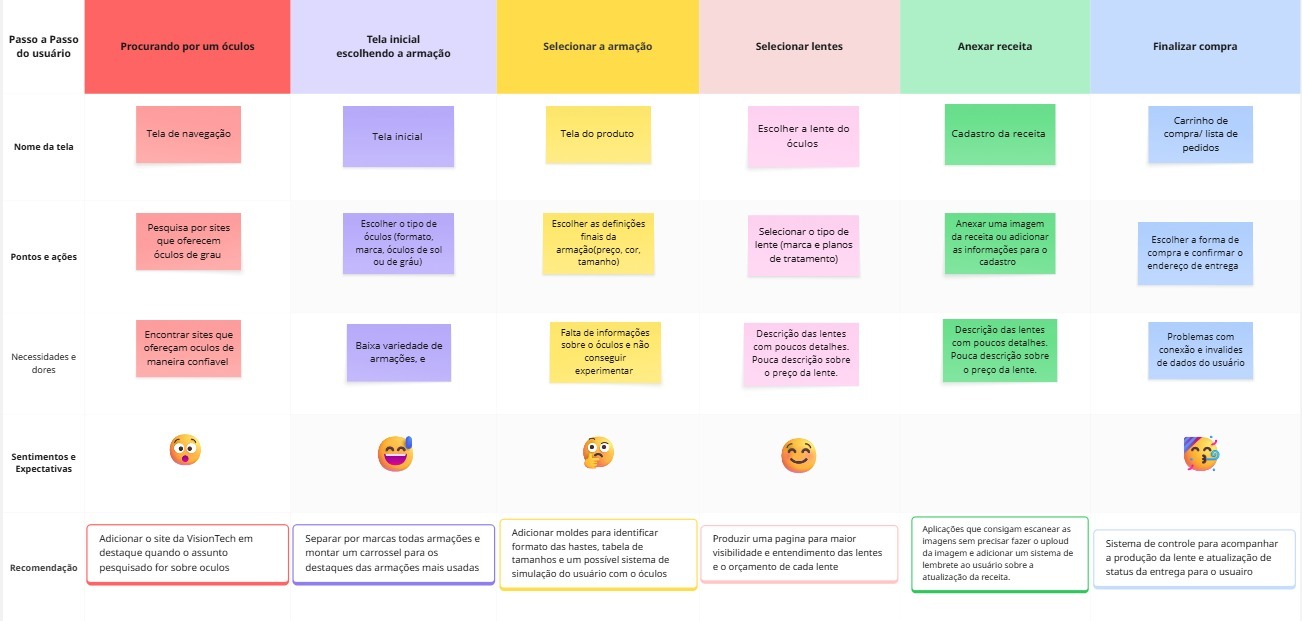 Passo a Passo
do usuário
Procurando por um óculos
Tela inicial
escolhendo a armação
Selecionar a armação
Selecionar lentes
Anexar receita
Finalizar compra
Nome da tela
Tela de navegação
Tela inicial
Tela do produto
Escolher a lente do
óculos
Cadastro da receita
Carrinho de
compra/ lista de
pedidos
Pontos e ações
Pesquisa por sites
que oferecem
óculos de grau
Escolher o tipo de
óculos (formato,
marca, óculos de sol
ou de gráu)
Escolher as definições
finais da
armação(preço, cor,
tamanho)
Selecionar o tipo de
lente (marca e planos
de tratamento)
Anexar uma imagem
da receita ou adicionar
as informações para o
cadastro
Escolher a forma de
compra e confirmar o
endereço de entrega
Necessidades e
dores
Encontrar sites que
ofereçam oculos de
maneira confiavel
Baixa variedade de
armações, e
Falta de informações
sobre o óculos e não
conseguir
experimentar
Descrição das lentes
com poucos detalhes.
Pouca descrição sobre
o preço da lente.
Descrição das lentes
com poucos detalhes.
Pouca descrição sobre
o preço da lente.
Problemas com
conexão e invalides
de dados do usuário
Sentimentos e
Expectativas
Recomendação
Adicionar o site da VisionTech em
destaque quando o assunto
pesquisado for sobre oculos
Separar por marcas todas armações e
montar um carrossel para os
destaques das armações mais usadas
Adicionar moldes para identificar
formato das hastes, tabela de
tamanhos e um possível sistema de
simulação do usuário com o óculos
Produzir uma pagina para maior
visibilidade e entendimento das lentes
e o orçamento de cada lente
Aplicações que consigam escanear as
imagens sem precisar fazer o uploud
da imagem e adicionar um sistema de
lembrete ao usuário sobre a
atualização da receita.
Sistema de controle para acompanhar
a produção da lente e atualização de
status da entrega para o usuairo